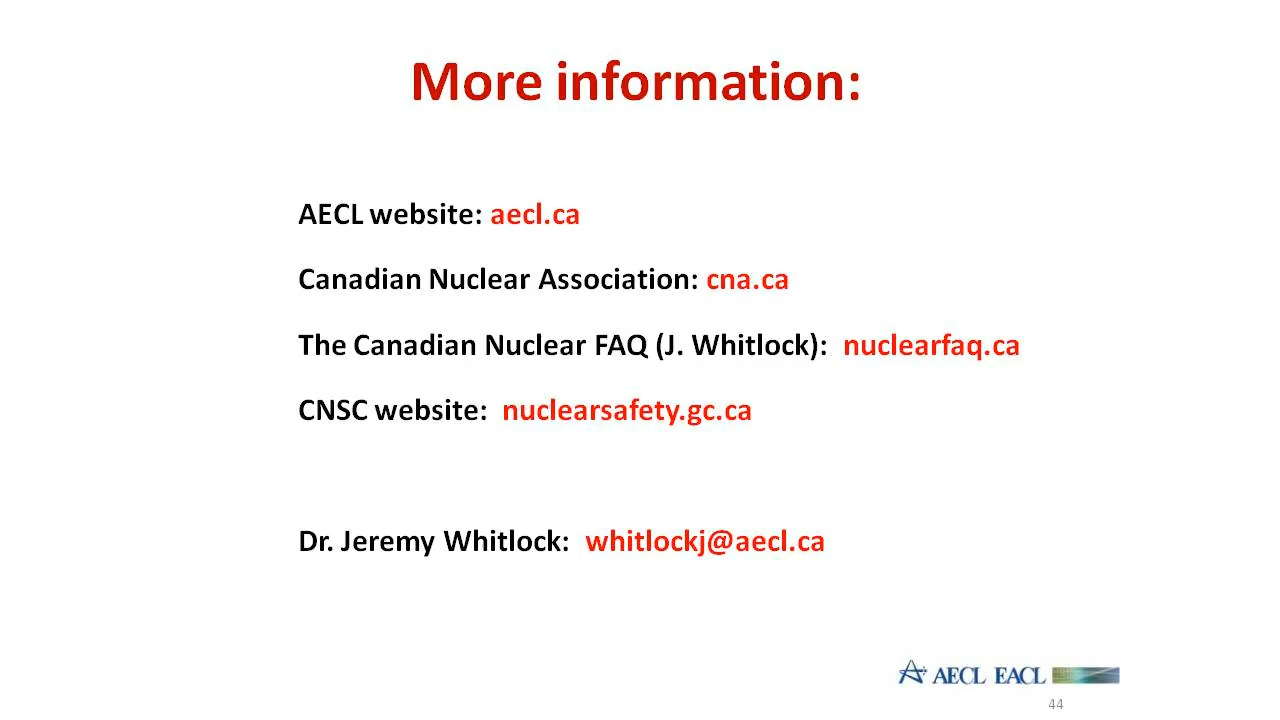 More information:
AECL website: aecl.ca
Canadian Nuclear Association: cna.ca
The Canadian Nuclear FAQ (J. Whitlock): nuclearfaq.ca
CNSC website: nuclearsafety.gc.ca
Dr. Jeremy Whitlock: whitlockj@aecl.ca
AECL EACL
44